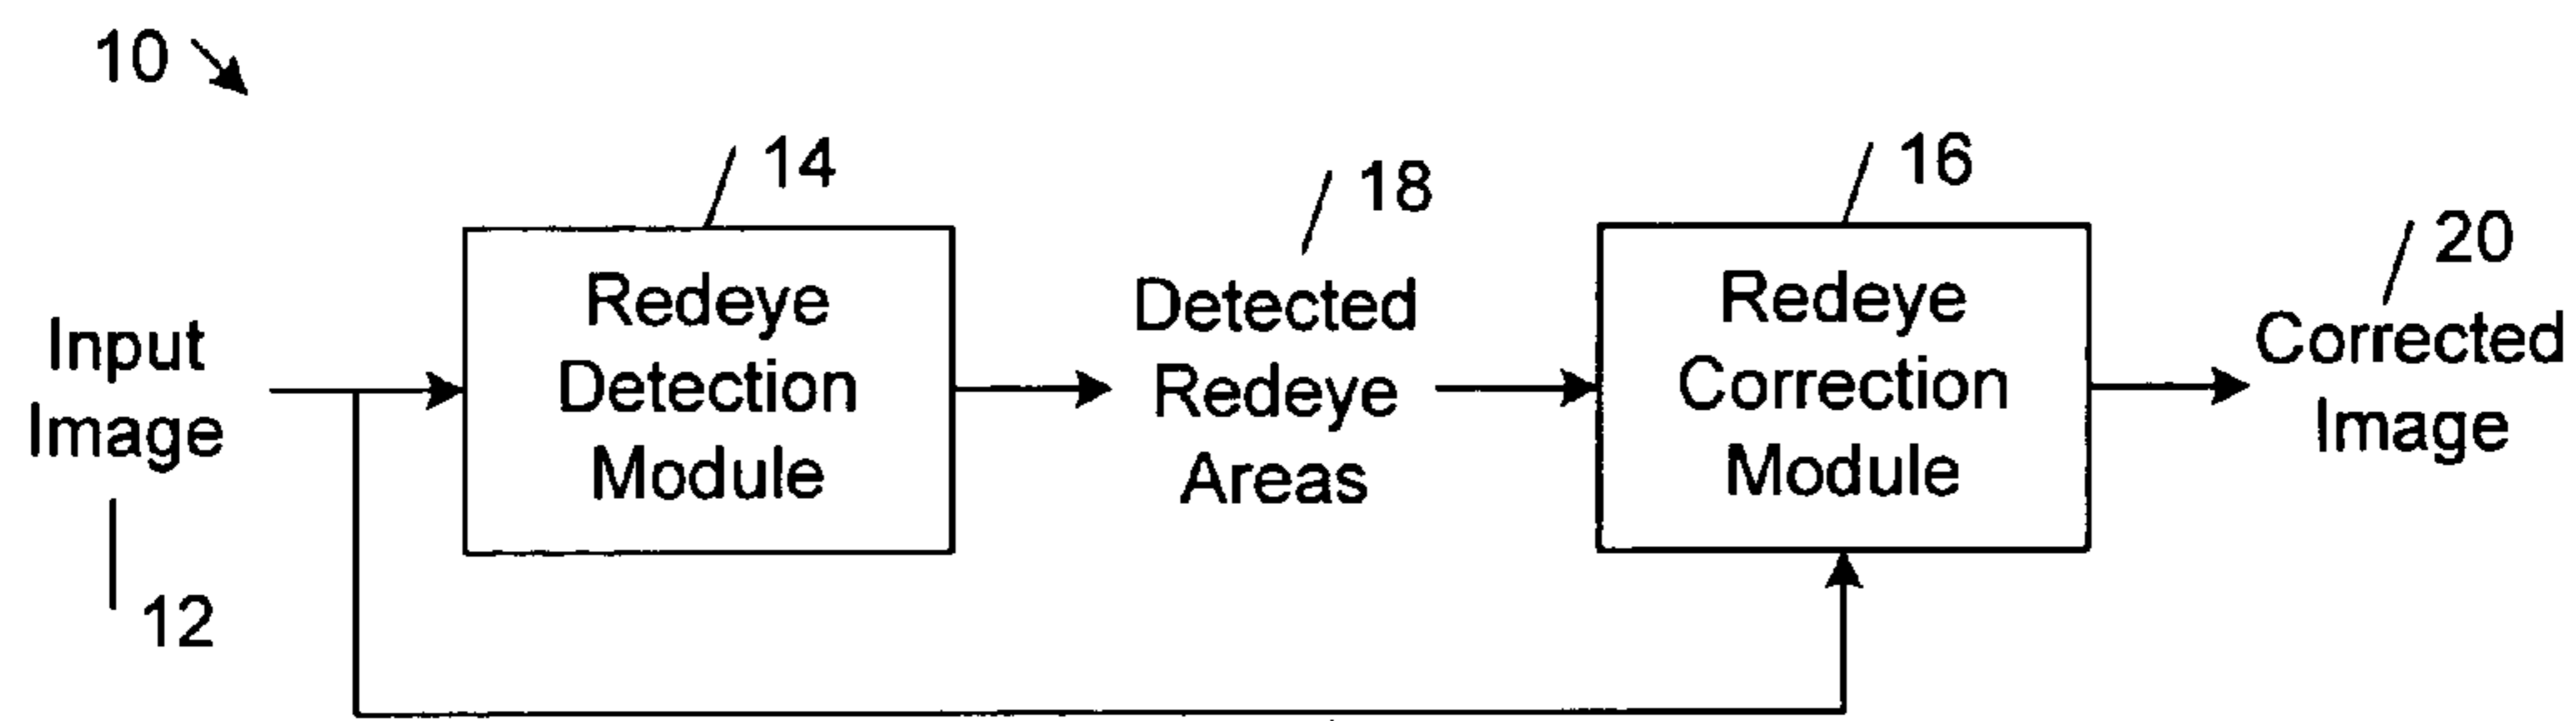 10
14
18
16
20
Input
Image
12
Redeye
Detection
Module
Detected
Redeye
Areas
Redeye
Correction
Module
Corrected
Image